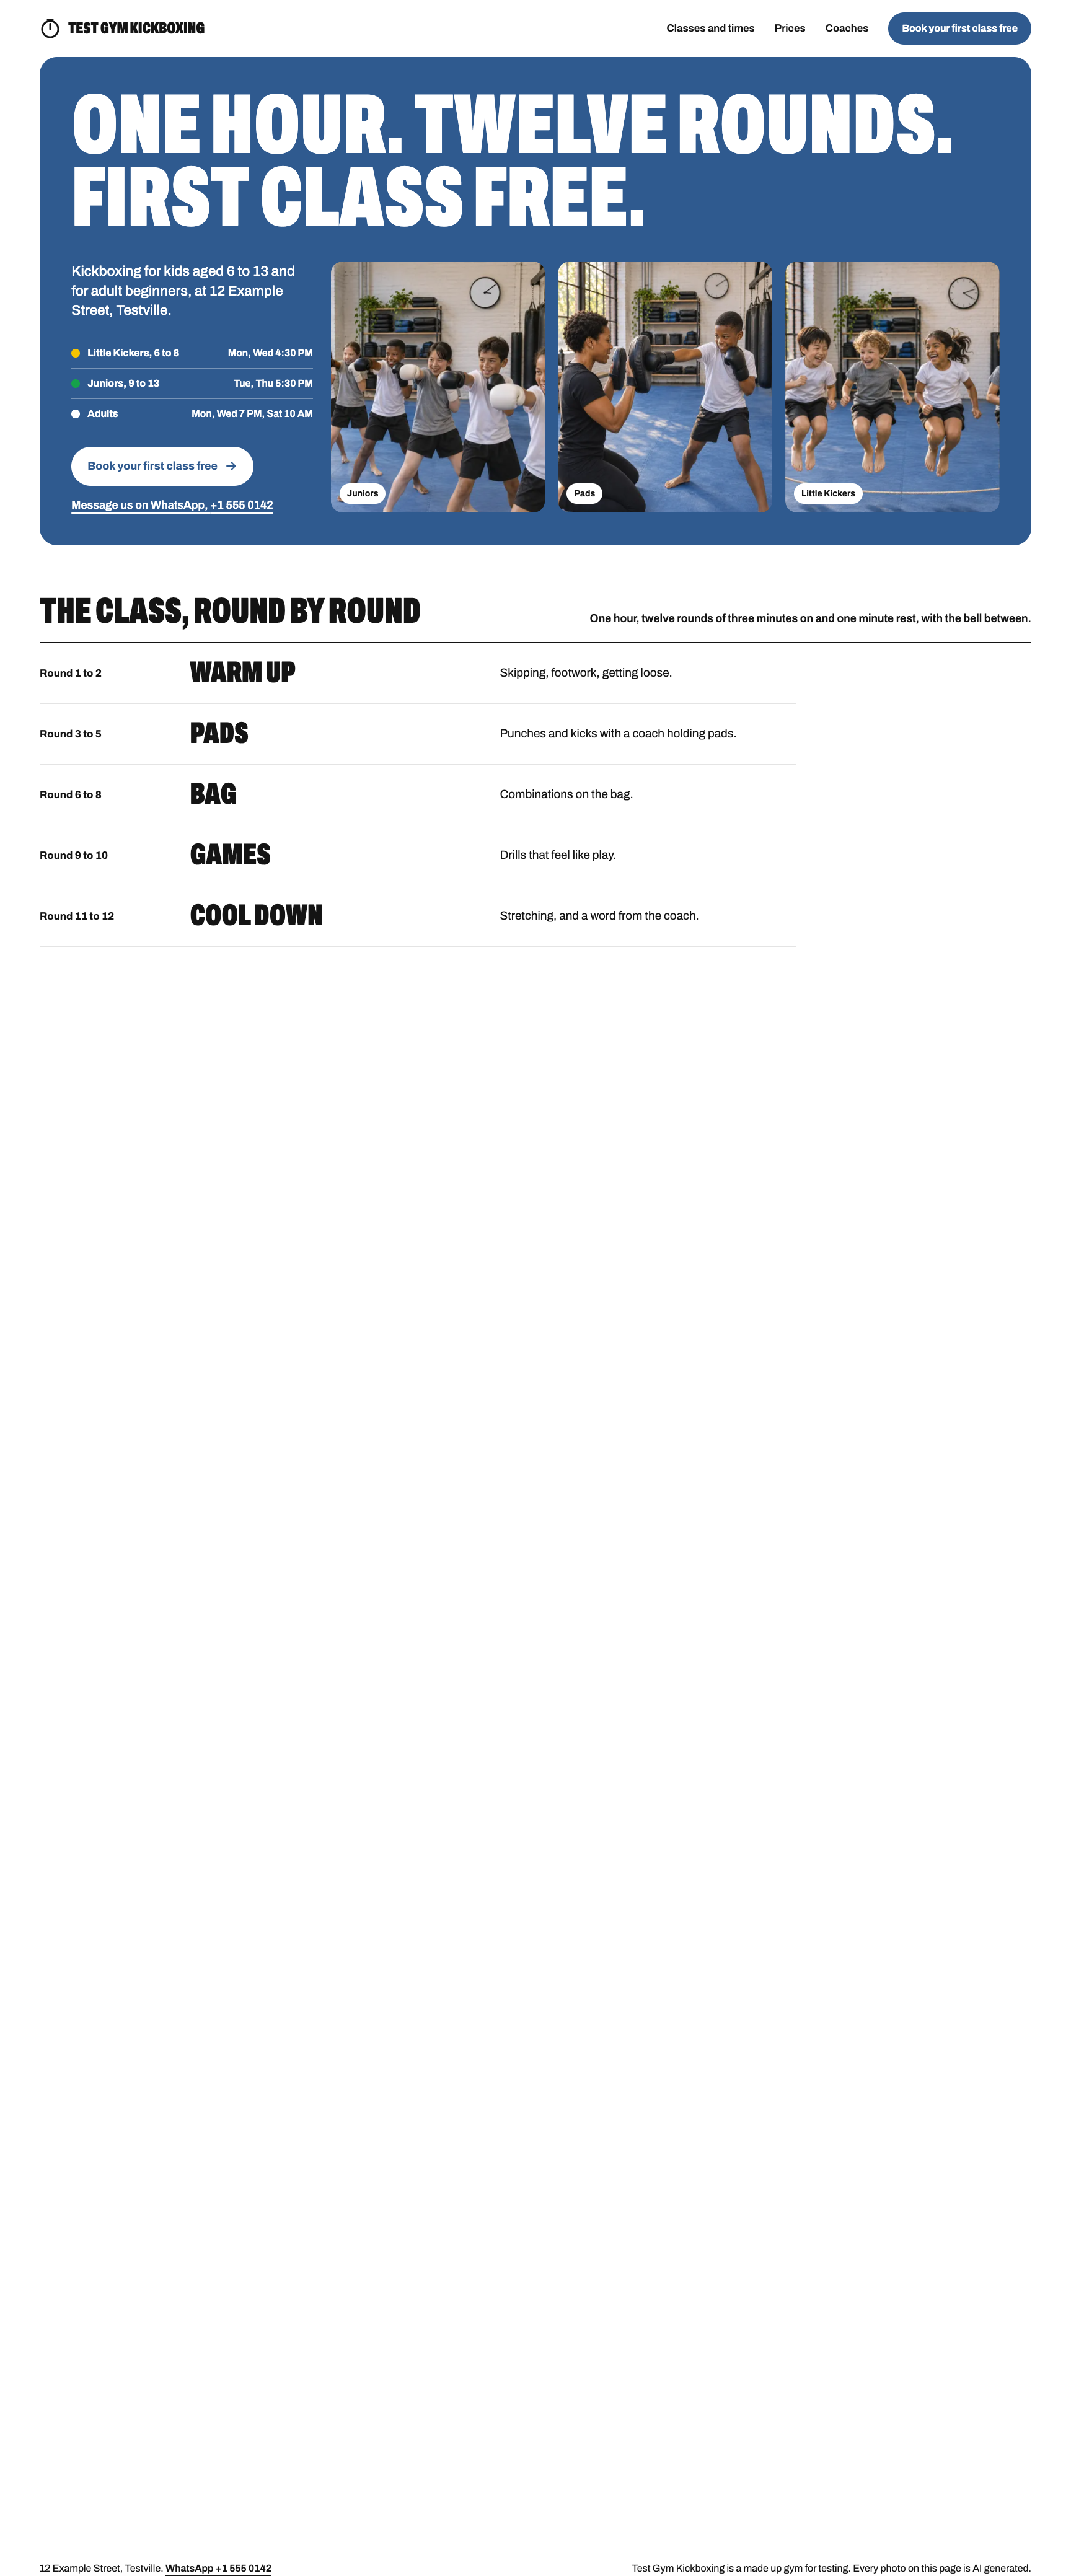 TEST GYM KICKBOXING
Classes and times
Prices
Coaches
Book your first class free
ONE HOUR. TWELVE ROUNDS.
FIRST CLASS FREE.
Kickboxing for kids aged 6 to 13 and
for adult beginners, at 12 Example
Street, Testville.
Little Kickers, 6 to 8 Mon, Wed 4:30 PM
Juniors, 9 to 13 Tue, Thu 5:30 PM
Adults Mon, Wed 7 PM, Sat 10 AM
Book your first class free
Message us on WhatsApp, +1 555 0142
Juniors
Pads
Little Kickers
THE CLASS, ROUND BY ROUND
One hour, twelve rounds of three minutes on and one minute rest, with the bell between.
Round 1 to 2 WARM UP Skipping, footwork, getting loose.
Round 3 to 5 PADS Punches and kicks with a coach holding pads.
Round 6 to 8 BAG Combinations on the bag.
Round 9 to 10 GAMES Drills that feel like play.
Round 11 to 12 COOL DOWN Stretching, and a word from the coach.
12 Example Street, Testville. WhatsApp +1 555 0142
Test Gym Kickboxing is a made up gym for testing. Every photo on this page is AI generated.